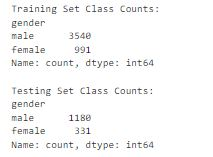 Training Set Class Counts:
gender
male      3540
female     991
Name: count, dtype: int64

Testing Set Class Counts:
gender
male      1180
female     331
Name: count, dtype: int64